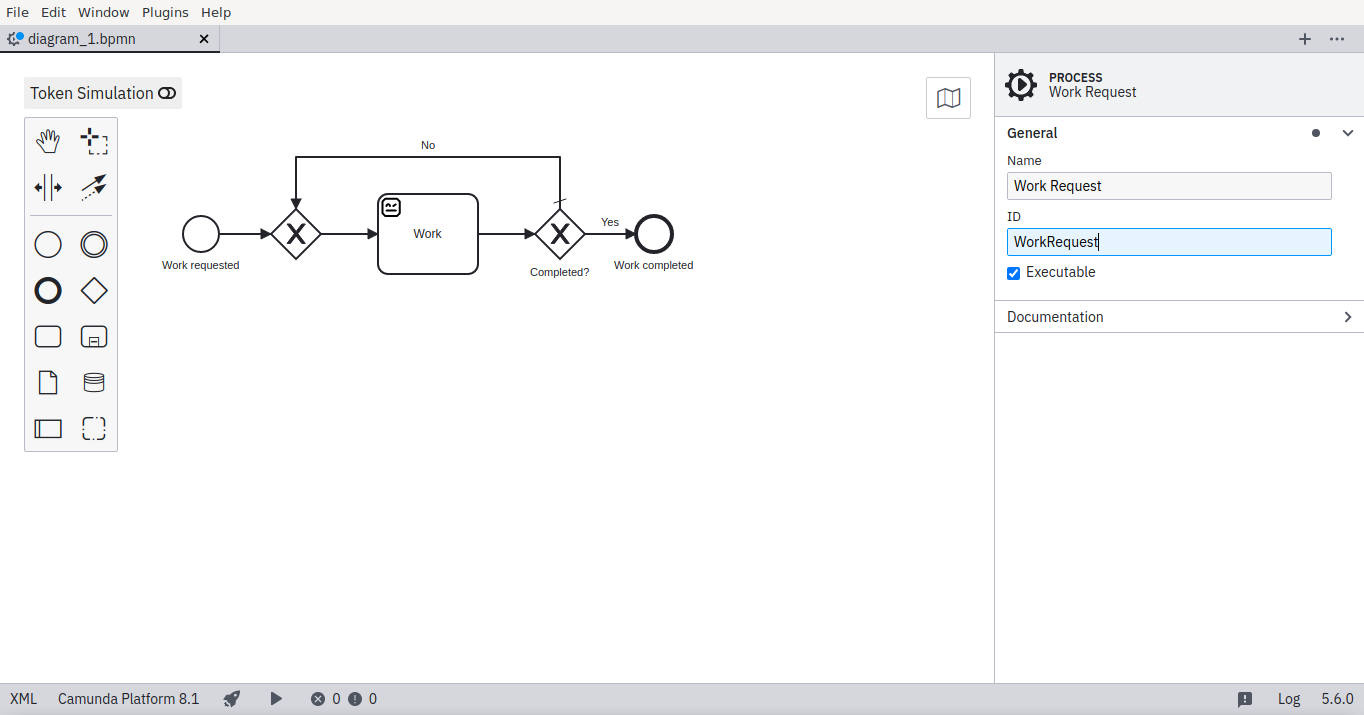 File Edit Window Plugins Help
diagram_1.bpmn
Token Simulation
No
Work
Yes
Work requested
Completed?
Work completed
PROCESS
Work Request
General
Name
Work Request
ID
WorkRequest
Executable
Documentation
XML Camunda Platform 8.1 0 0 Log 5.6.0